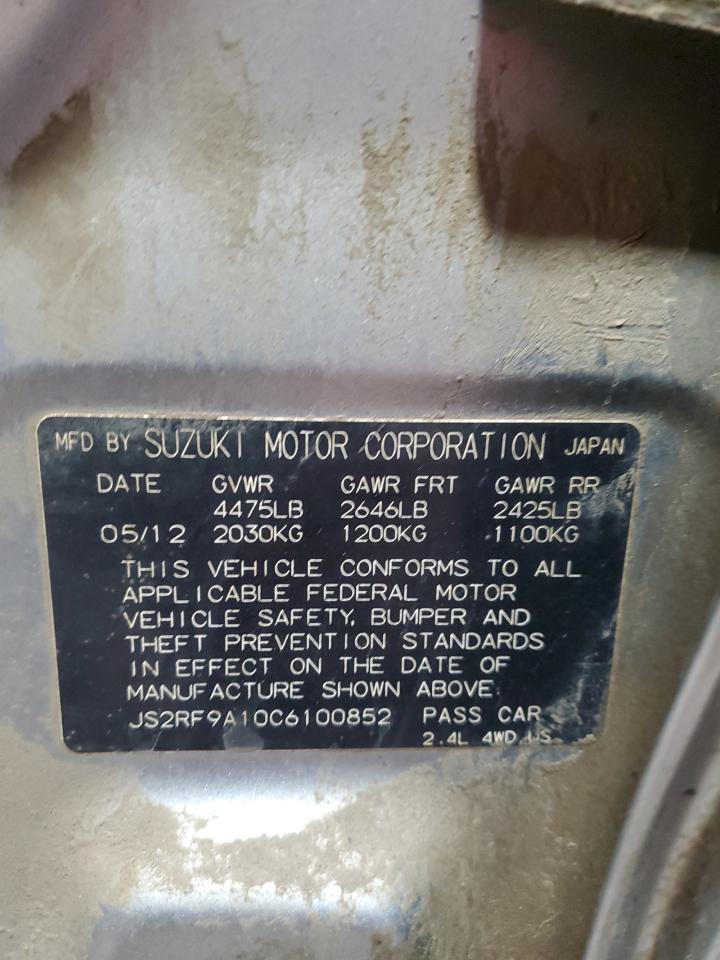 MFD BY SUZUKI MOTOR CORPORATION JAPAN
DATE GVWR GAWR FRT GAWR RR
4475LB 2646LB 2425LB
05/12 2030KG 1200KG 1100KG
THIS VEHICLE CONFORMS TO ALL
APPLICABLE FEDERAL MOTOR
VEHICLE SAFETY, BUMPER AND
THEFT PREVENTION STANDARDS
IN EFFECT ON THE DATE OF
MANUFACTURE SHOWN ABOVE.
JS2RF9A10C6100852 PASS CAR
2.4L 4WD US